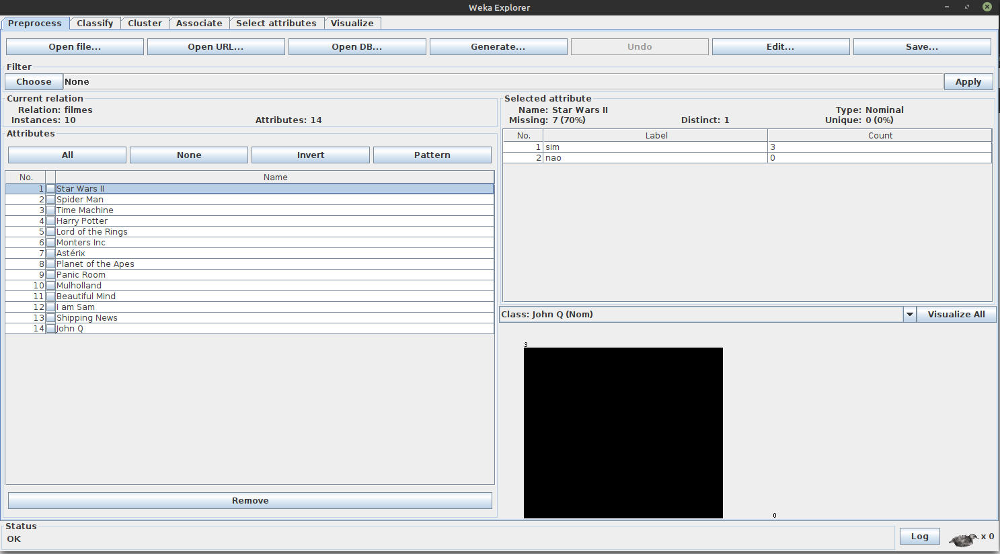 Weka Explorer
Preprocess Classify Cluster Associate Select attributes Visualize
Open file... Open URL... Open DB... Generate... Undo Edit... Save...
Filter
Choose None Apply
Current relation
Relation: filmes
Instances: 10 Attributes: 14
Attributes
All None Invert Pattern
No. Name
1 Star Wars II
2 Spider Man
3 Time Machine
4 Harry Potter
5 Lord of the Rings
6 Monters Inc
7 Astérix
8 Planet of the Apes
9 Panic Room
10 Mulholland
11 Beautiful Mind
12 I am Sam
13 Shipping News
14 John Q
Remove
Selected attribute
Name: Star Wars II Type: Nominal
Missing: 7 (70%) Distinct: 1 Unique: 0 (0%)
No. Label Count
1 sim 3
2 nao 0
Class: John Q (Nom) Visualize All
3
0
Status
OK
Log x 0